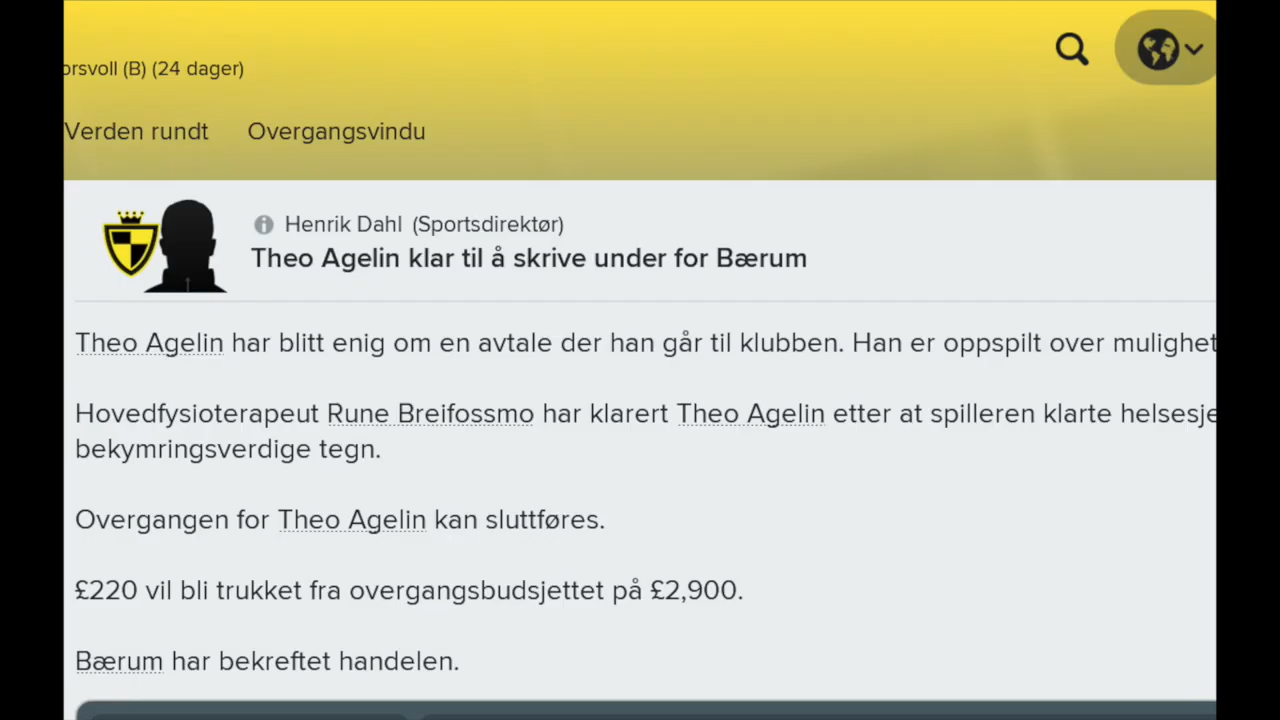 orsvoll (B) (24 dager)
Verden rundt Overgangsvindu
Henrik Dahl (Sportsdirektør)
Theo Agelin klar til å skrive under for Bærum
Theo Agelin har blitt enig om en avtale der han går til klubben. Han er oppspilt over mulighet
Hovedfysioterapeut Rune Breifossmo har klarert Theo Agelin etter at spilleren klarte helsesje
bekymringsverdige tegn.
Overgangen for Theo Agelin kan sluttføres.
£220 vil bli trukket fra overgangsbudsjettet på £2,900.
Bærum har bekreftet handelen.